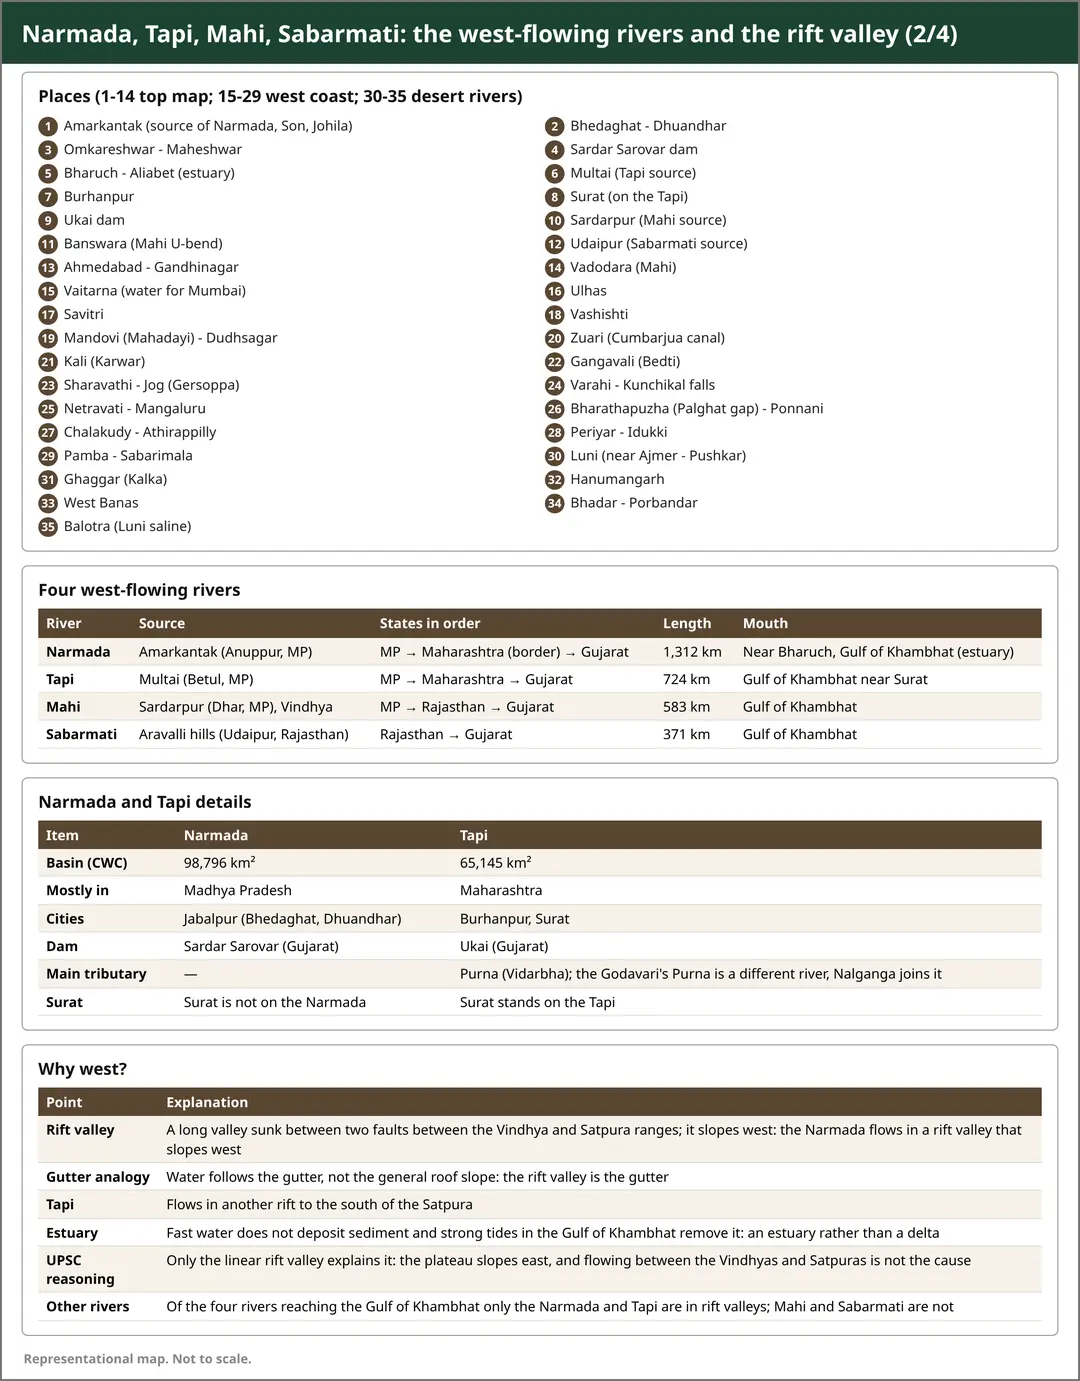 Narmada, Tapi, Mahi, Sabarmati: the west-flowing rivers and the rift valley (2/4)
Places (1-14 top map; 15-29 west coast; 30-35 desert rivers)
1 Amarkantak (source of Narmada, Son, Johila)
2 Bhedaghat - Dhuandhar
3 Omkareshwar - Maheshwar
4 Sardar Sarovar dam
5 Bharuch - Aliabet (estuary)
6 Multai (Tapi source)
7 Burhanpur
8 Surat (on the Tapi)
9 Ukai dam
10 Sardarpur (Mahi source)
11 Banswara (Mahi U-bend)
12 Udaipur (Sabarmati source)
13 Ahmedabad - Gandhinagar
14 Vadodara (Mahi)
15 Vaitarna (water for Mumbai)
16 Ulhas
17 Savitri
18 Vashishti
19 Mandovi (Mahadayi) - Dudhsagar
20 Zuari (Cumbarjua canal)
21 Kali (Karwar)
22 Gangavali (Bedti)
23 Sharavathi - Jog (Gersoppa)
24 Varahi - Kunchikal falls
25 Netravati - Mangaluru
26 Bharathapuzha (Palghat gap) - Ponnani
27 Chalakudy - Athirappilly
28 Periyar - Idukki
29 Pamba - Sabarimala
30 Luni (near Ajmer - Pushkar)
31 Ghaggar (Kalka)
32 Hanumangarh
33 West Banas
34 Bhadar - Porbandar
35 Balotra (Luni saline)
Four west-flowing rivers
River Source States in order Length Mouth
Narmada Amarkantak (Anuppur, MP) MP → Maharashtra (border) → Gujarat 1,312 km Near Bharuch, Gulf of Khambhat (estuary)
Tapi Multai (Betul, MP) MP → Maharashtra → Gujarat 724 km Gulf of Khambhat near Surat
Mahi Sardarpur (Dhar, MP), Vindhya MP → Rajasthan → Gujarat 583 km Gulf of Khambhat
Sabarmati Aravalli hills (Udaipur, Rajasthan) Rajasthan → Gujarat 371 km Gulf of Khambhat
Narmada and Tapi details
Item Narmada Tapi
Basin (CWC) 98,796 km² 65,145 km²
Mostly in Madhya Pradesh Maharashtra
Cities Jabalpur (Bhedaghat, Dhuandhar) Burhanpur, Surat
Dam Sardar Sarovar (Gujarat) Ukai (Gujarat)
Main tributary — Purna (Vidarbha); the Godavari's Purna is a different river, Nalganga joins it
Surat Surat is not on the Narmada Surat stands on the Tapi
Why west?
Point Explanation
Rift valley A long valley sunk between two faults between the Vindhya and Satpura ranges; it slopes west: the Narmada flows in a rift valley that
slopes west
Gutter analogy Water follows the gutter, not the general roof slope: the rift valley is the gutter
Tapi Flows in another rift to the south of the Satpura
Estuary Fast water does not deposit sediment and strong tides in the Gulf of Khambhat remove it: an estuary rather than a delta
UPSC Only the linear rift valley explains it: the plateau slopes east, and flowing between the Vindhyas and Satpuras is not the cause
reasoning
Other rivers Of the four rivers reaching the Gulf of Khambhat only the Narmada and Tapi are in rift valleys; Mahi and Sabarmati are not
Representational map. Not to scale.